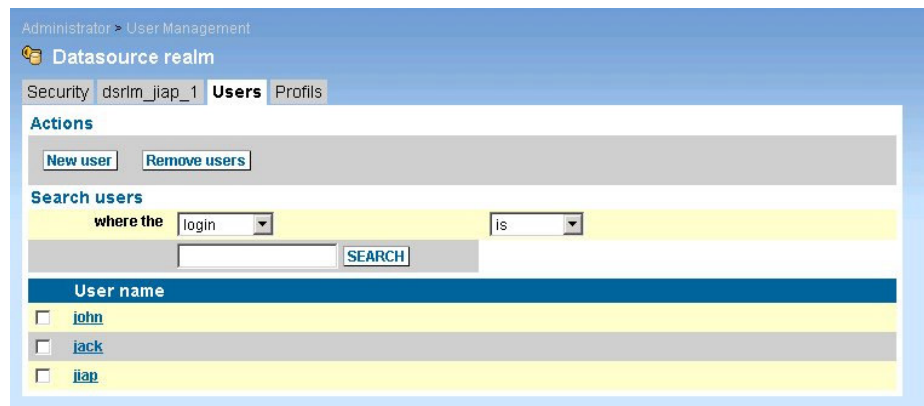 Administrator > User Management
Datasource realm
Security dsrlm_jiap_1 Users Profils
Actions
New user Remove users
Search users
where the login is
SEARCH
User name
john
jack
jiap